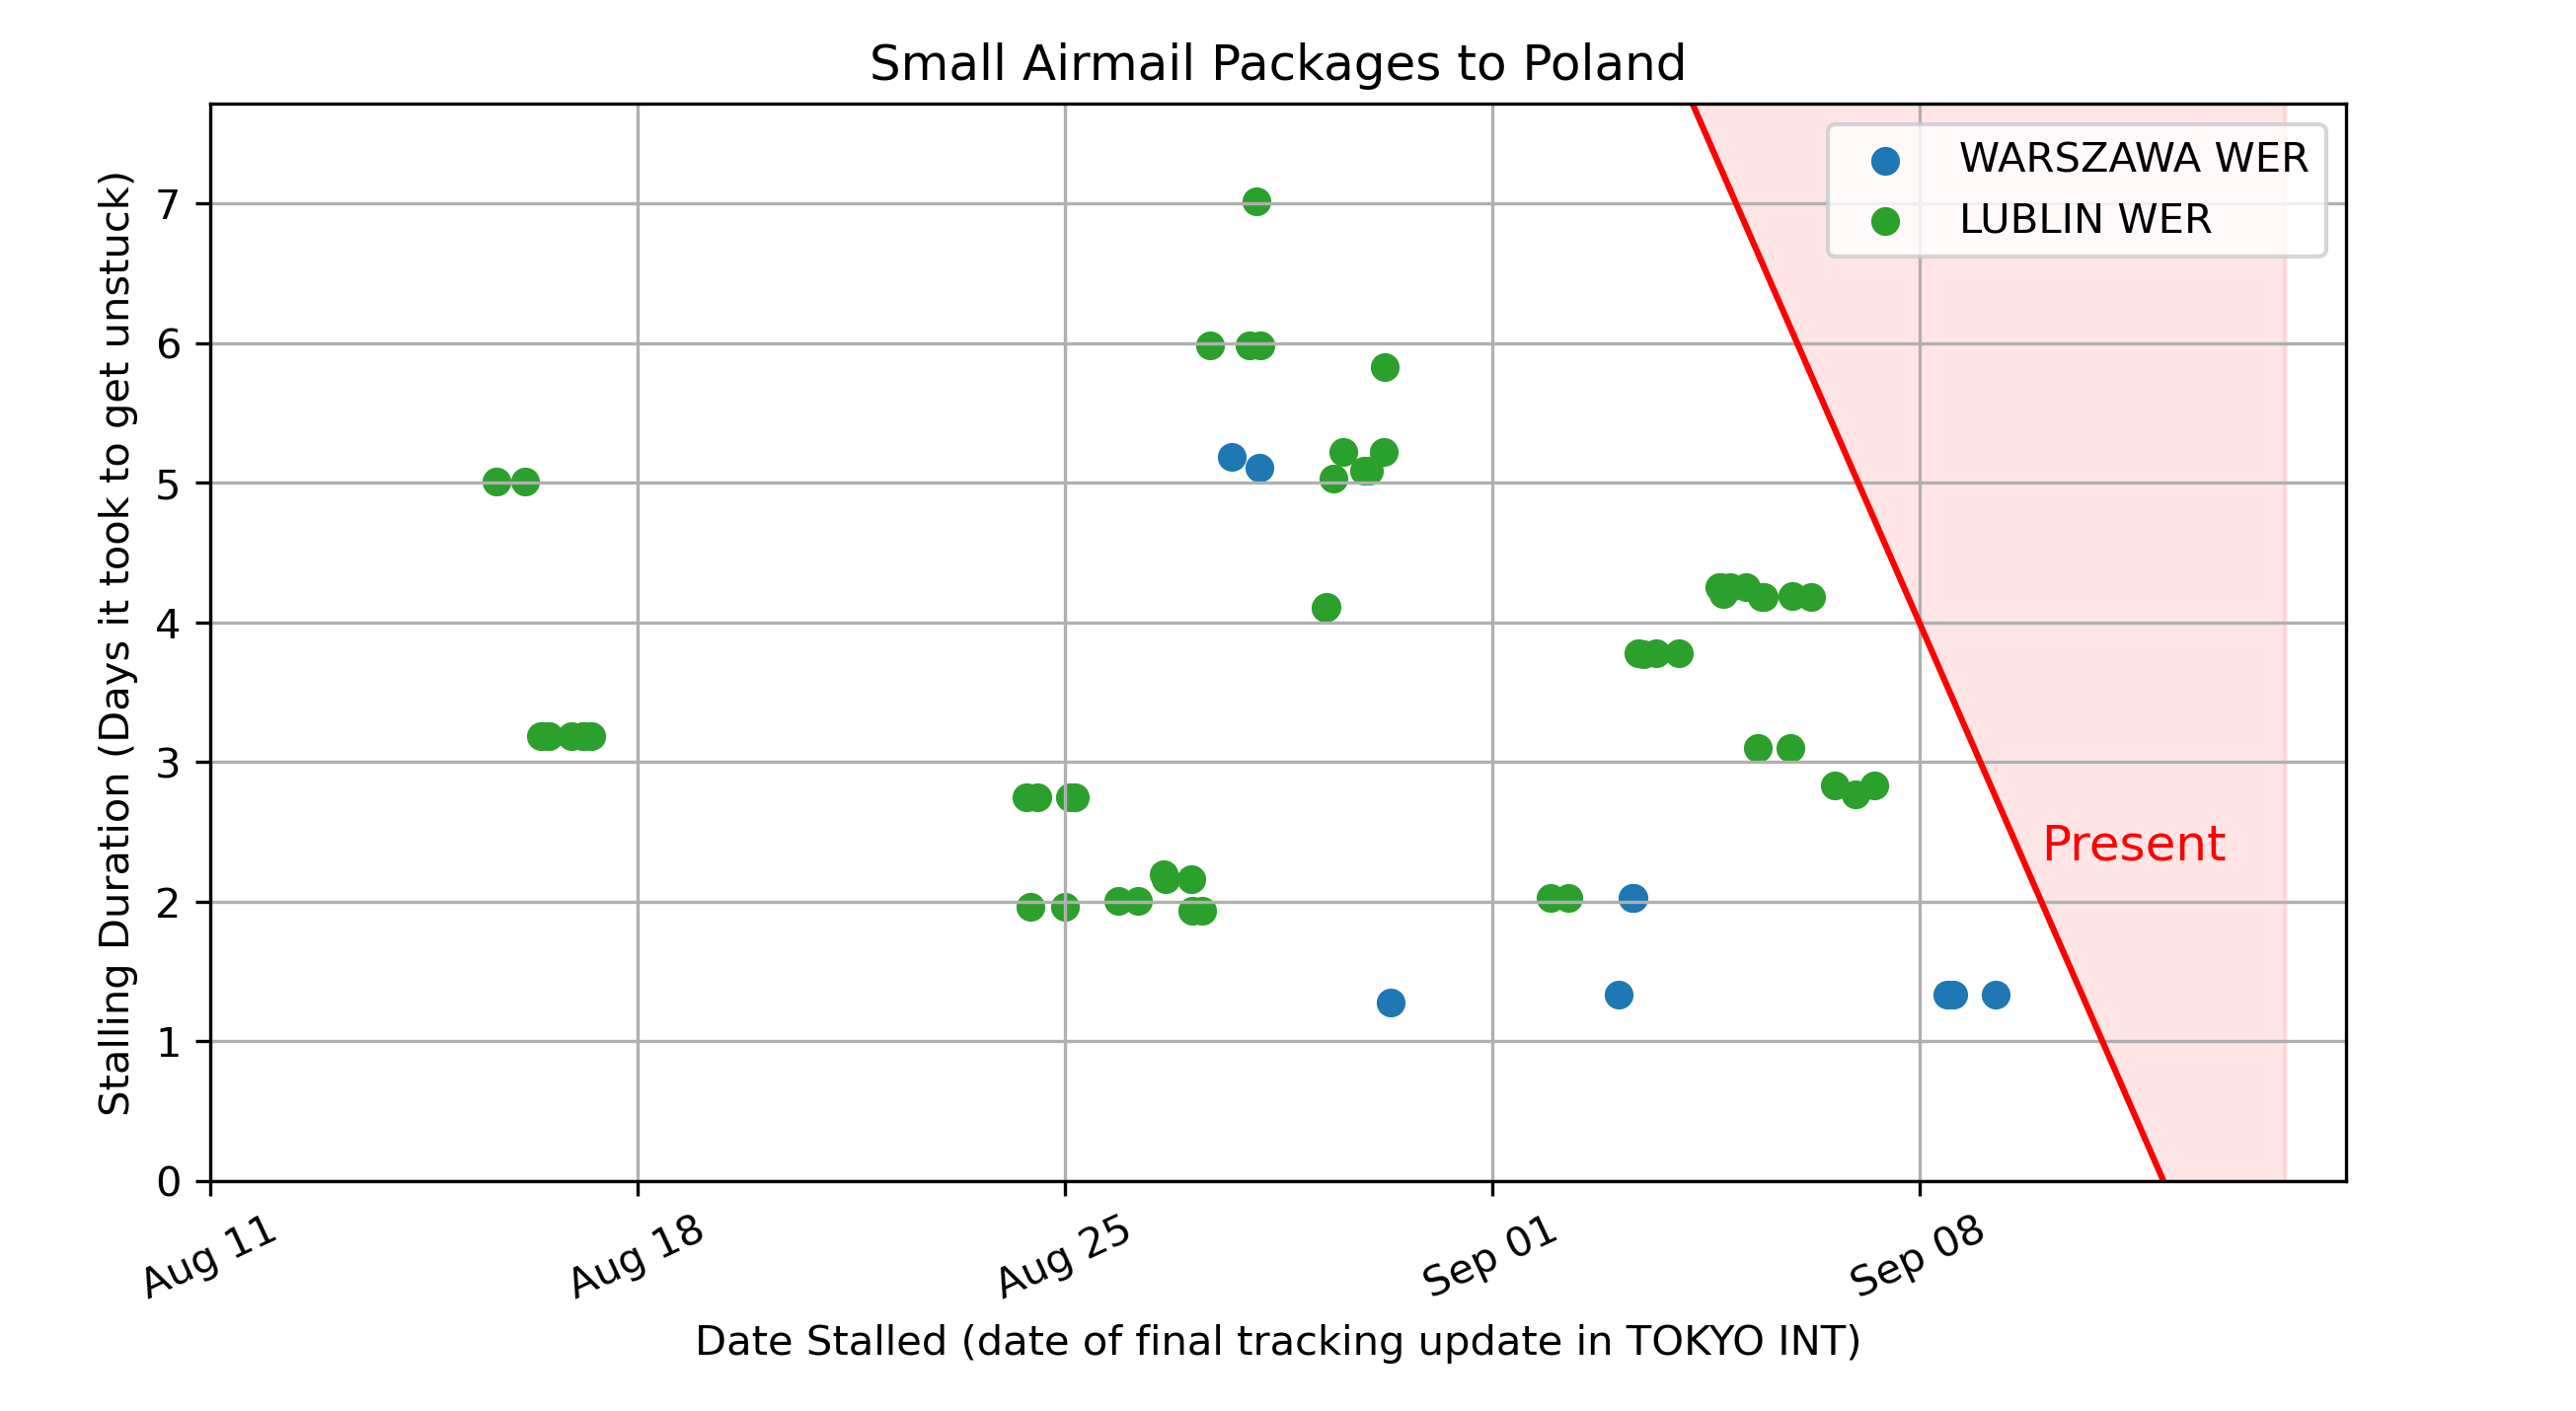 Small Airmail Packages to Poland
WARSZAWA WER
LUBLIN WER
Stalling Duration (Days it took to get unstuck)
7
6
5
4
3
2
1
0
Present
Aug 11
Aug 18
Aug 25
Sep 01
Sep 08
Date Stalled (date of final tracking update in TOKYO INT)